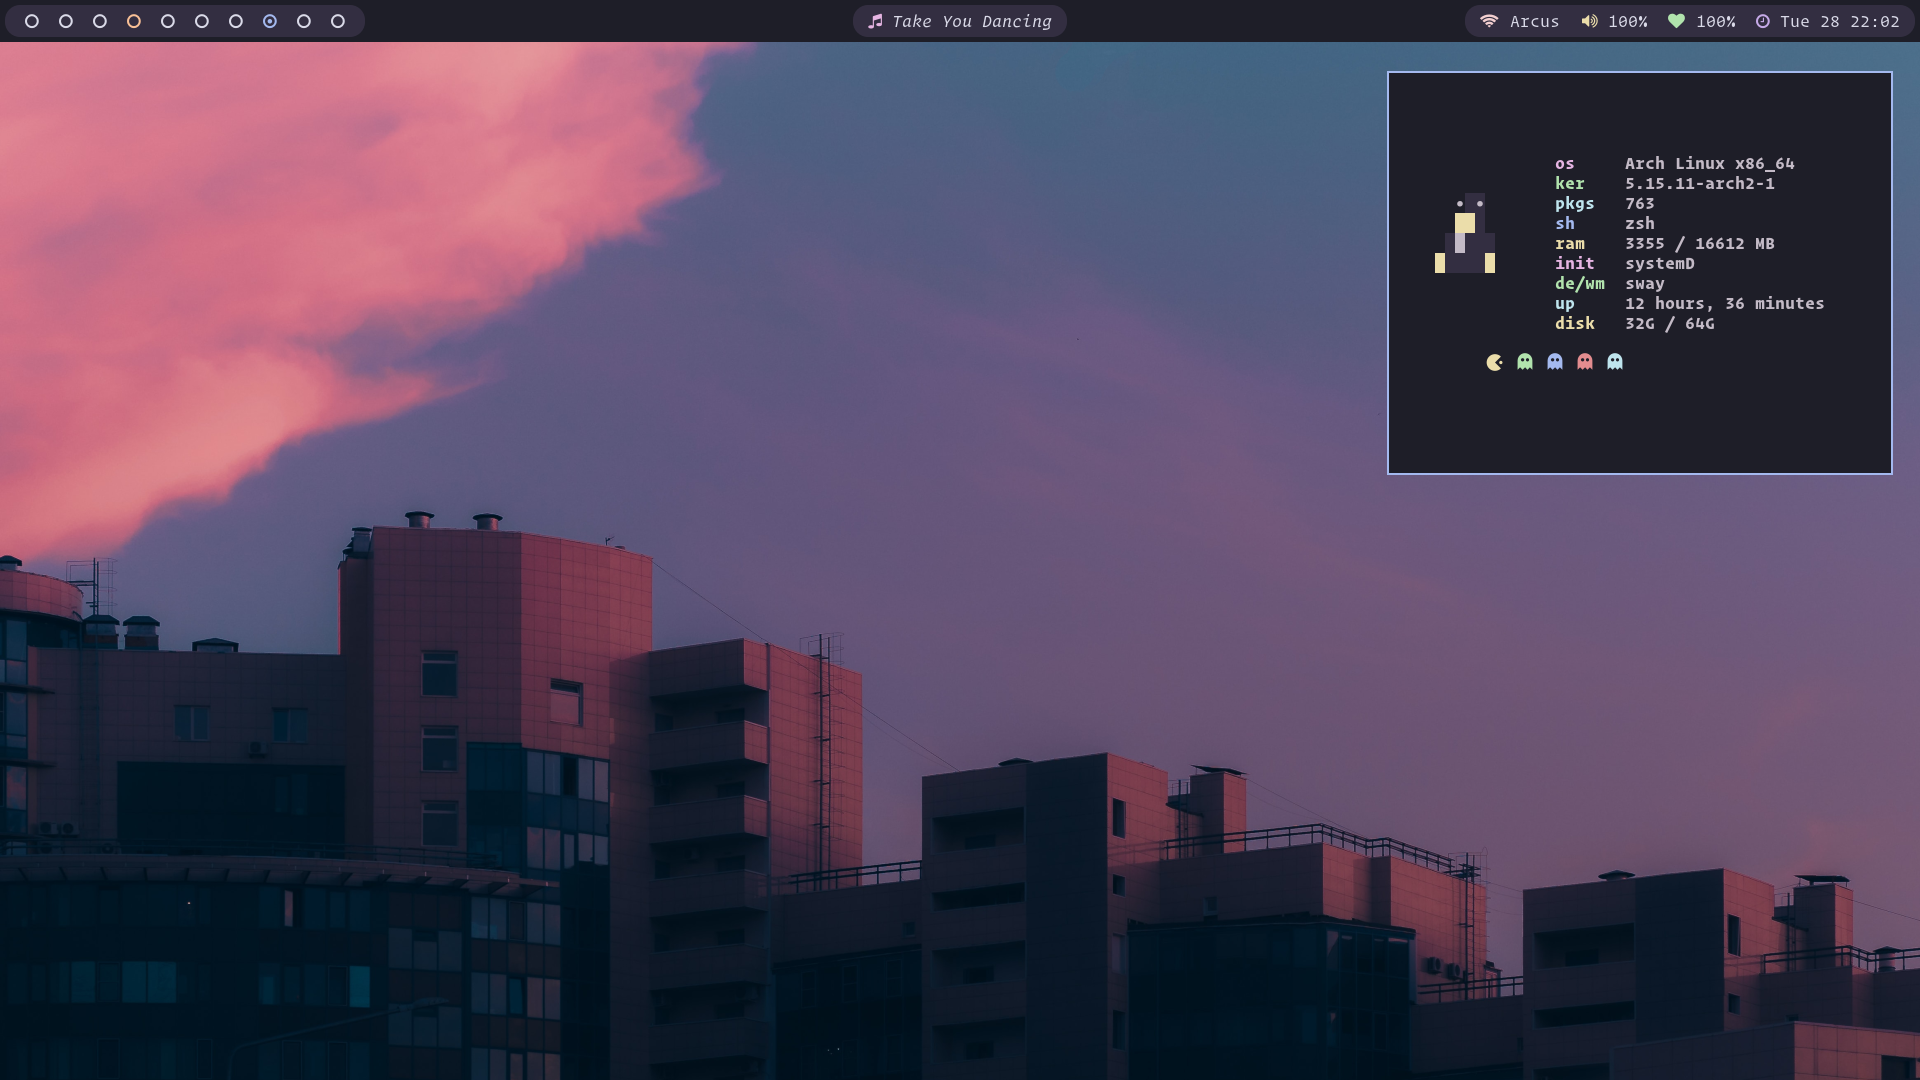 Take You Dancing
Arcus 100% 100% Tue 28 22:02
os Arch Linux x86_64
ker 5.15.11-arch2-1
pkgs 763
sh zsh
ram 3355 / 16612 MB
init systemD
de/wm sway
up 12 hours, 36 minutes
disk 32G / 64G